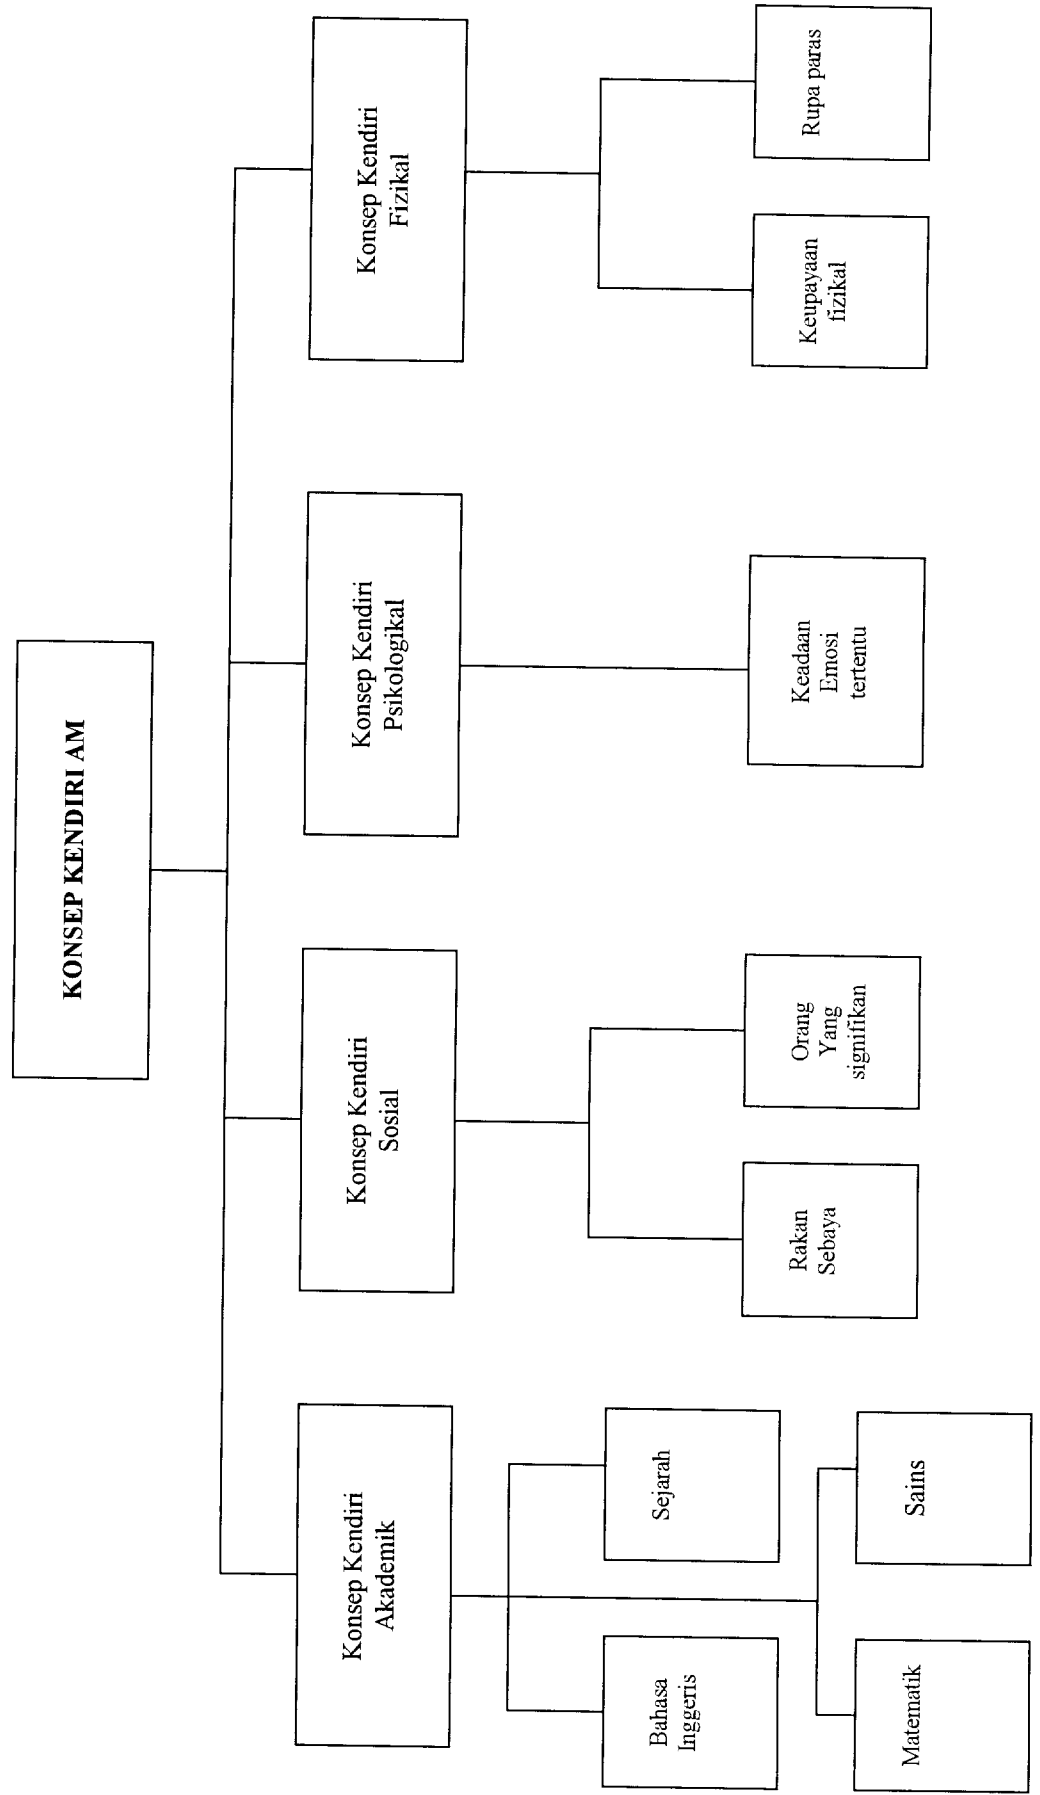 KONSEP KENDIRI AM
Konsep Kendiri
Akademik
Konsep Kendiri
Sosial
Konsep Kendiri
Psikologikal
Konsep Kendiri
Fizikal
Bahasa
Inggeris
Sejarah
Matematik
Sains
Rakan
Sebaya
Orang
Yang
signifikan
Keadaan
Emosi
tertentu
Keupayaan
fizikal
Rupa paras